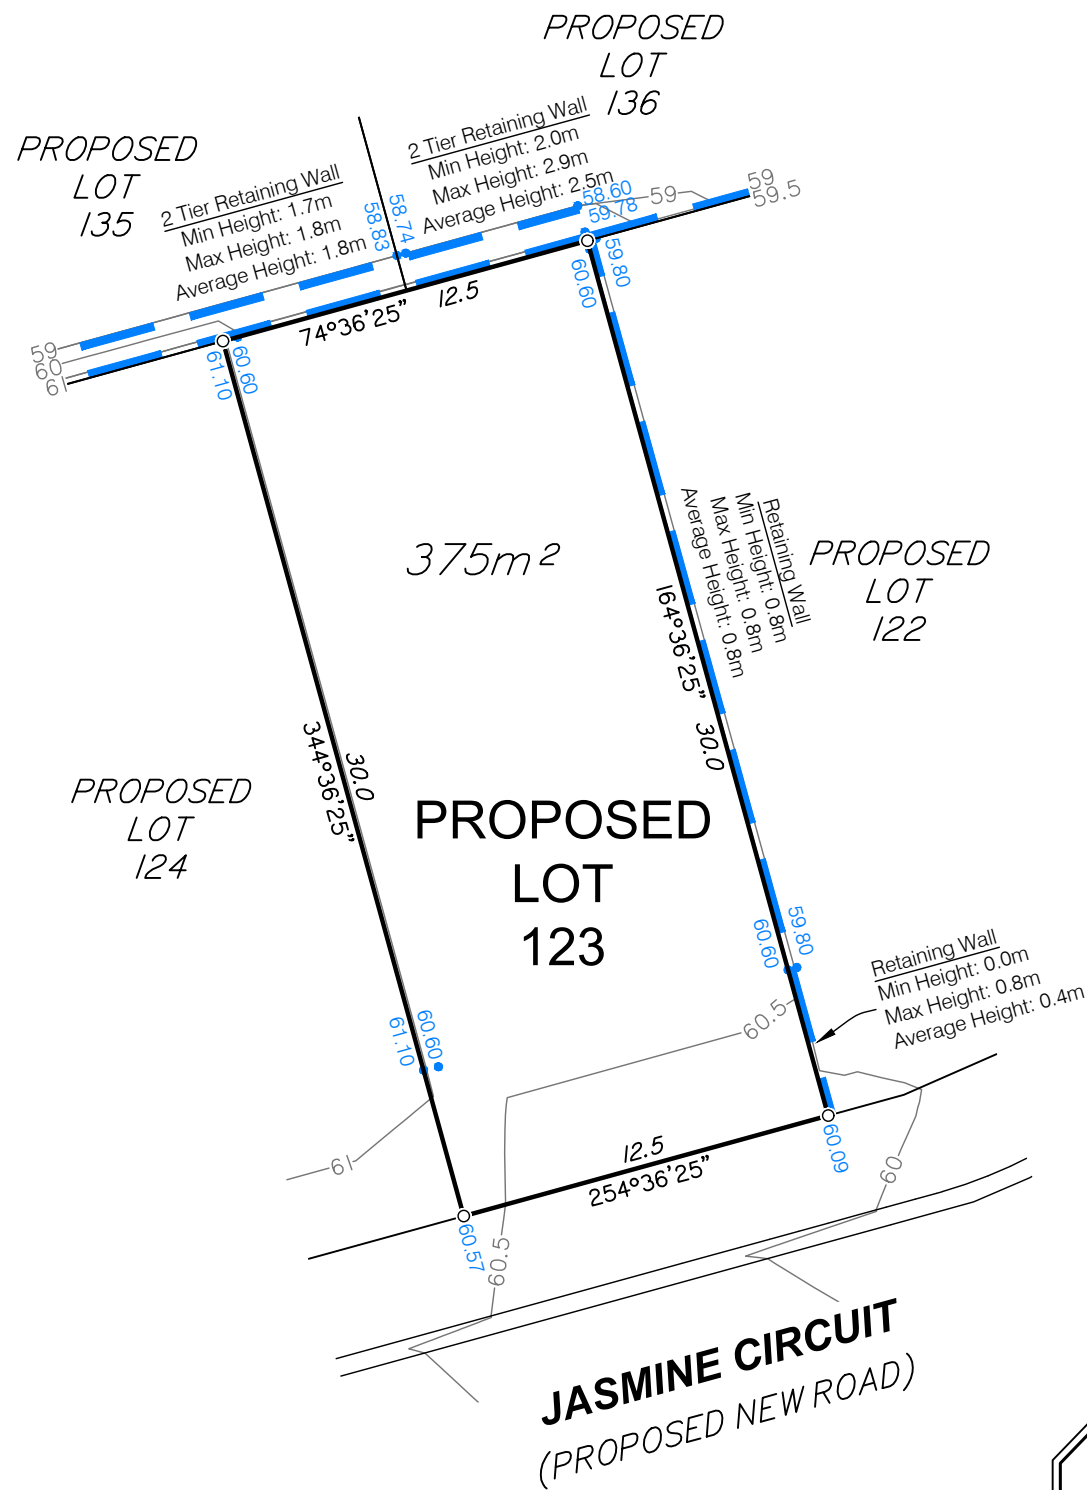 PROPOSED
LOT
136
PROPOSED
LOT
135
2 Tier Retaining Wall
Min Height: 1.7m
Max Height: 1.8m
Average Height: 1.8m
2 Tier Retaining Wall
Min Height: 2.0m
Max Height: 2.9m
Average Height: 2.5m
58.83
58.74
58.60
59.78
59
59
59.5
59
60
61
61.10
60.60
74°36'25"
12.5
60.60
59.80
375m²
Retaining Wall
Min Height: 0.8m
Max Height: 0.8m
Average Height: 0.8m
PROPOSED
LOT
122
164°36'25"
30.0
344°36'25"
30.0
PROPOSED
LOT
124
PROPOSED
LOT
123
60.60
59.80
Retaining Wall
Min Height: 0.0m
Max Height: 0.8m
Average Height: 0.4m
61.10
60.60
60.5
61
12.5
254°36'25"
60.09
60
60.57
60.5
JASMINE CIRCUIT
(PROPOSED NEW ROAD)